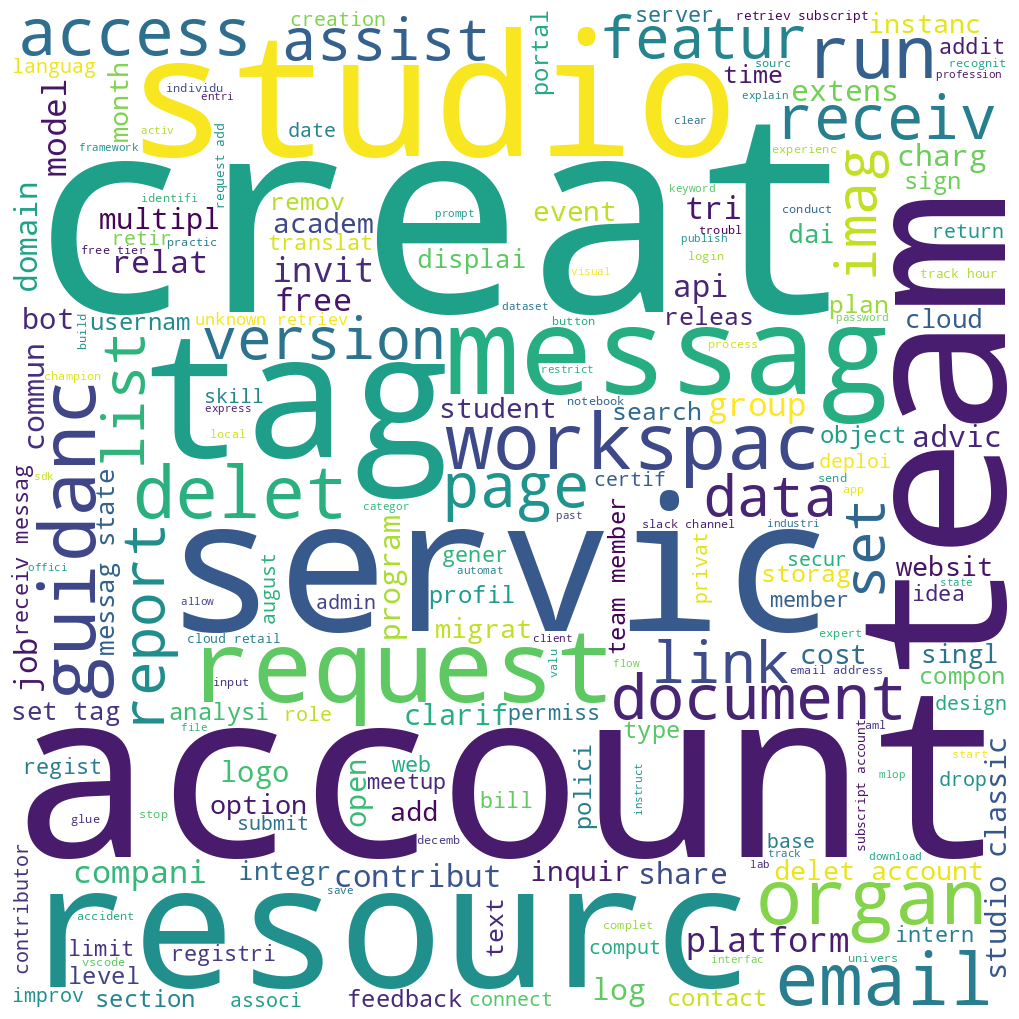 access
creation
assist
server
retriev subscript
instanc
featur
run
addit
languag
studio
portal
sourc
recognit
profession
individu
entri
time
model
month
extens
explain
activ
date
clear
receiv
framework
request add
creat
experienc
charg
identifi
remov
keyword
imag
sign
domain
multipl
academ
prompt
event
tri
conduct
retir
practic
translat
troubl
dai
return
free tier
displai
publish
relat
invit
login
visual
track hour
free
api
plan
dataset
password
bot
usernam
unknown retriev
button
releas
cloud
build
version
messag
process
team
commun
champion
list
tag
restrict
skill
notebook
group
express
student
search
guidanc
local
workspac
object
advic
sdk
delet
page
certif
data
deploi
send
app
categor
past
slack channel
industri
set
receiv messag
messag state
report
servic
gener
team member
privat
secur
websit
offici
automat
storag
state
august
program
profil
idea
allow
admin
member
job
cloud retail
migrat
client
expert
request
flow
link
cost
singl
input
valu
email address
compon
set tag
analysi
role
clarif
permiss
document
design
file
type
account
regist
logo
open
web
polici
instruct
aml
start
meetup
subscript account
mlop
drop
studio classic
option
add
bill
glue
stop
submit
decemb
base
track
download
contributor
compani
integr
contribut
inquir
share
lab
delet account
save
resourc
organ
accident
text
complet
limit
registri
comput
platform
intern
vscode
level
interfac
univers
improv
section
associ
feedback
connect
log
contact
email